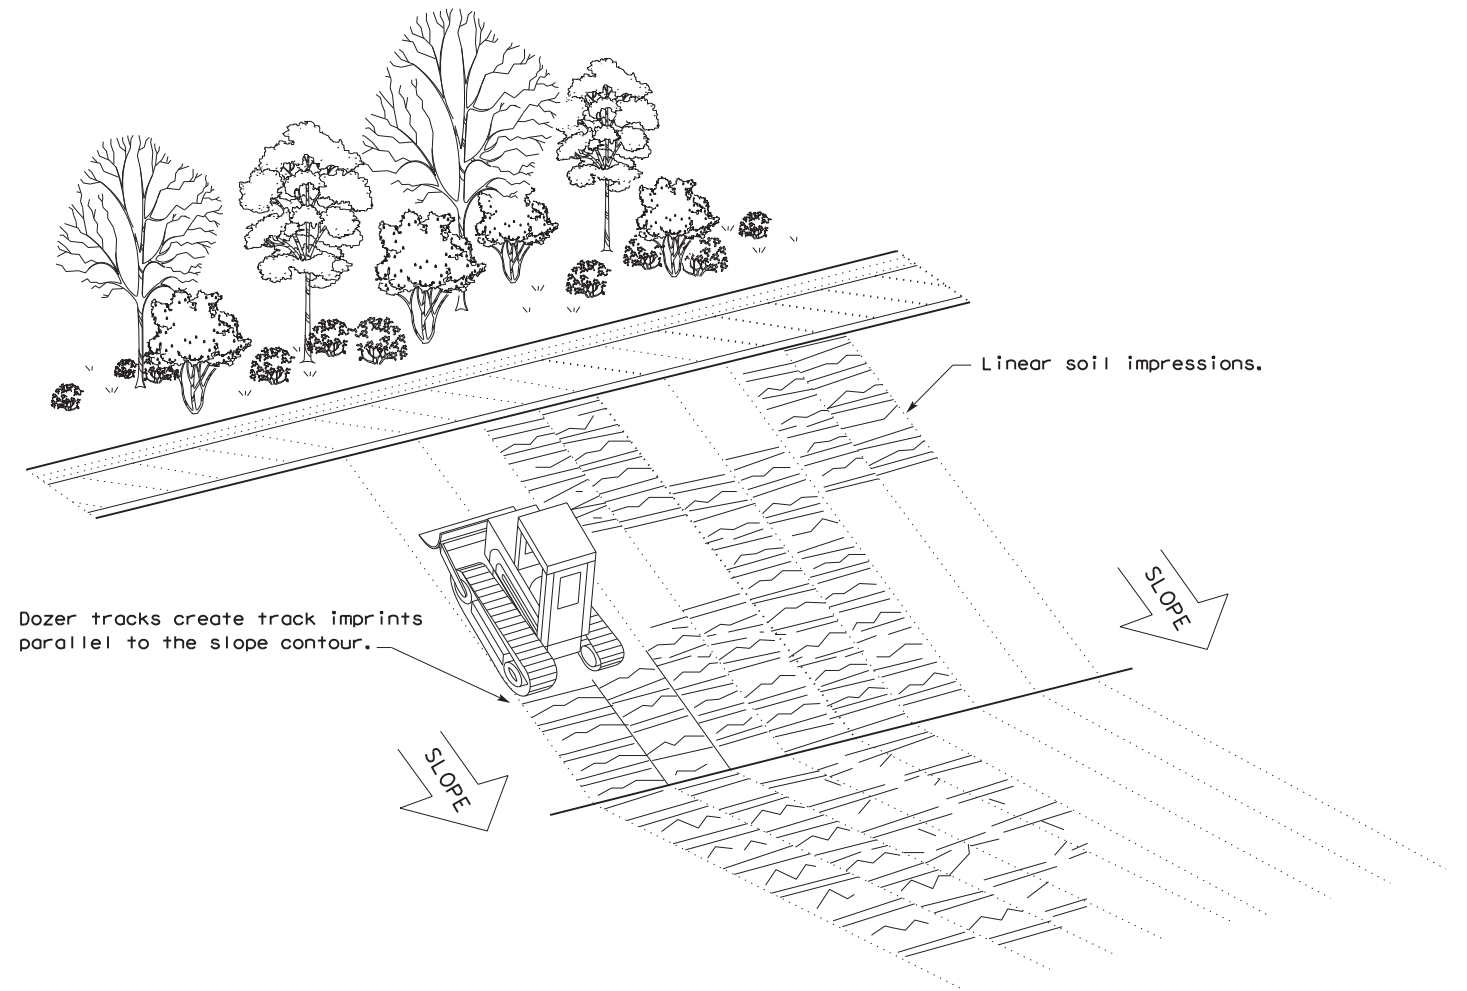 Linear soil impressions.
SLOPE
Dozer tracks create track imprints
parallel to the slope contour.
SLOPE